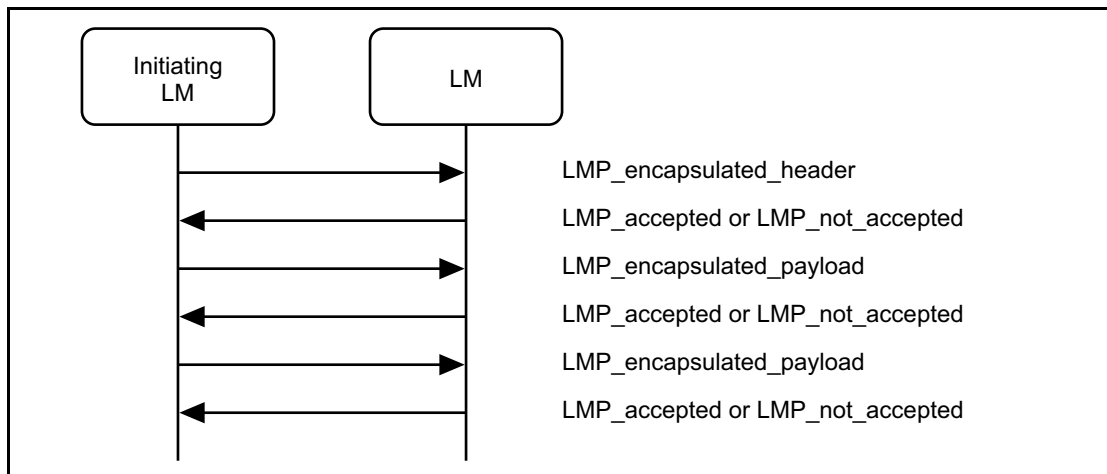 Initiating
LM
LM
LMP_encapsulated_header
LMP_accepted or LMP_not_accepted
LMP_encapsulated_payload
LMP_accepted or LMP_not_accepted
LMP_encapsulated_payload
LMP_accepted or LMP_not_accepted